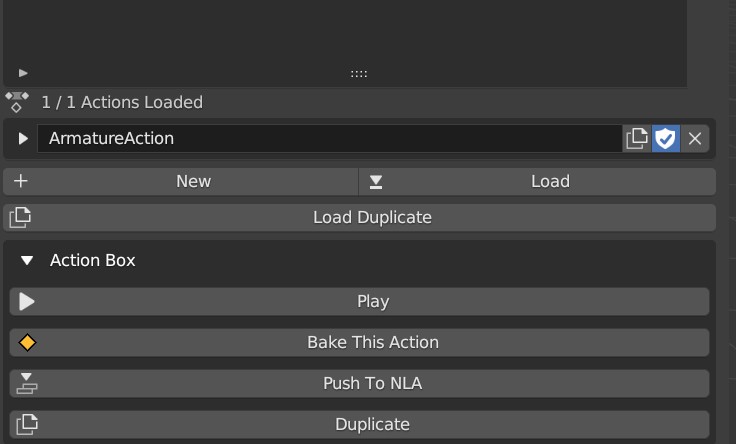 1 / 1 Actions Loaded
ArmatureAction
New
Load
Load Duplicate
Action Box
Play
Bake This Action
Push To NLA
Duplicate